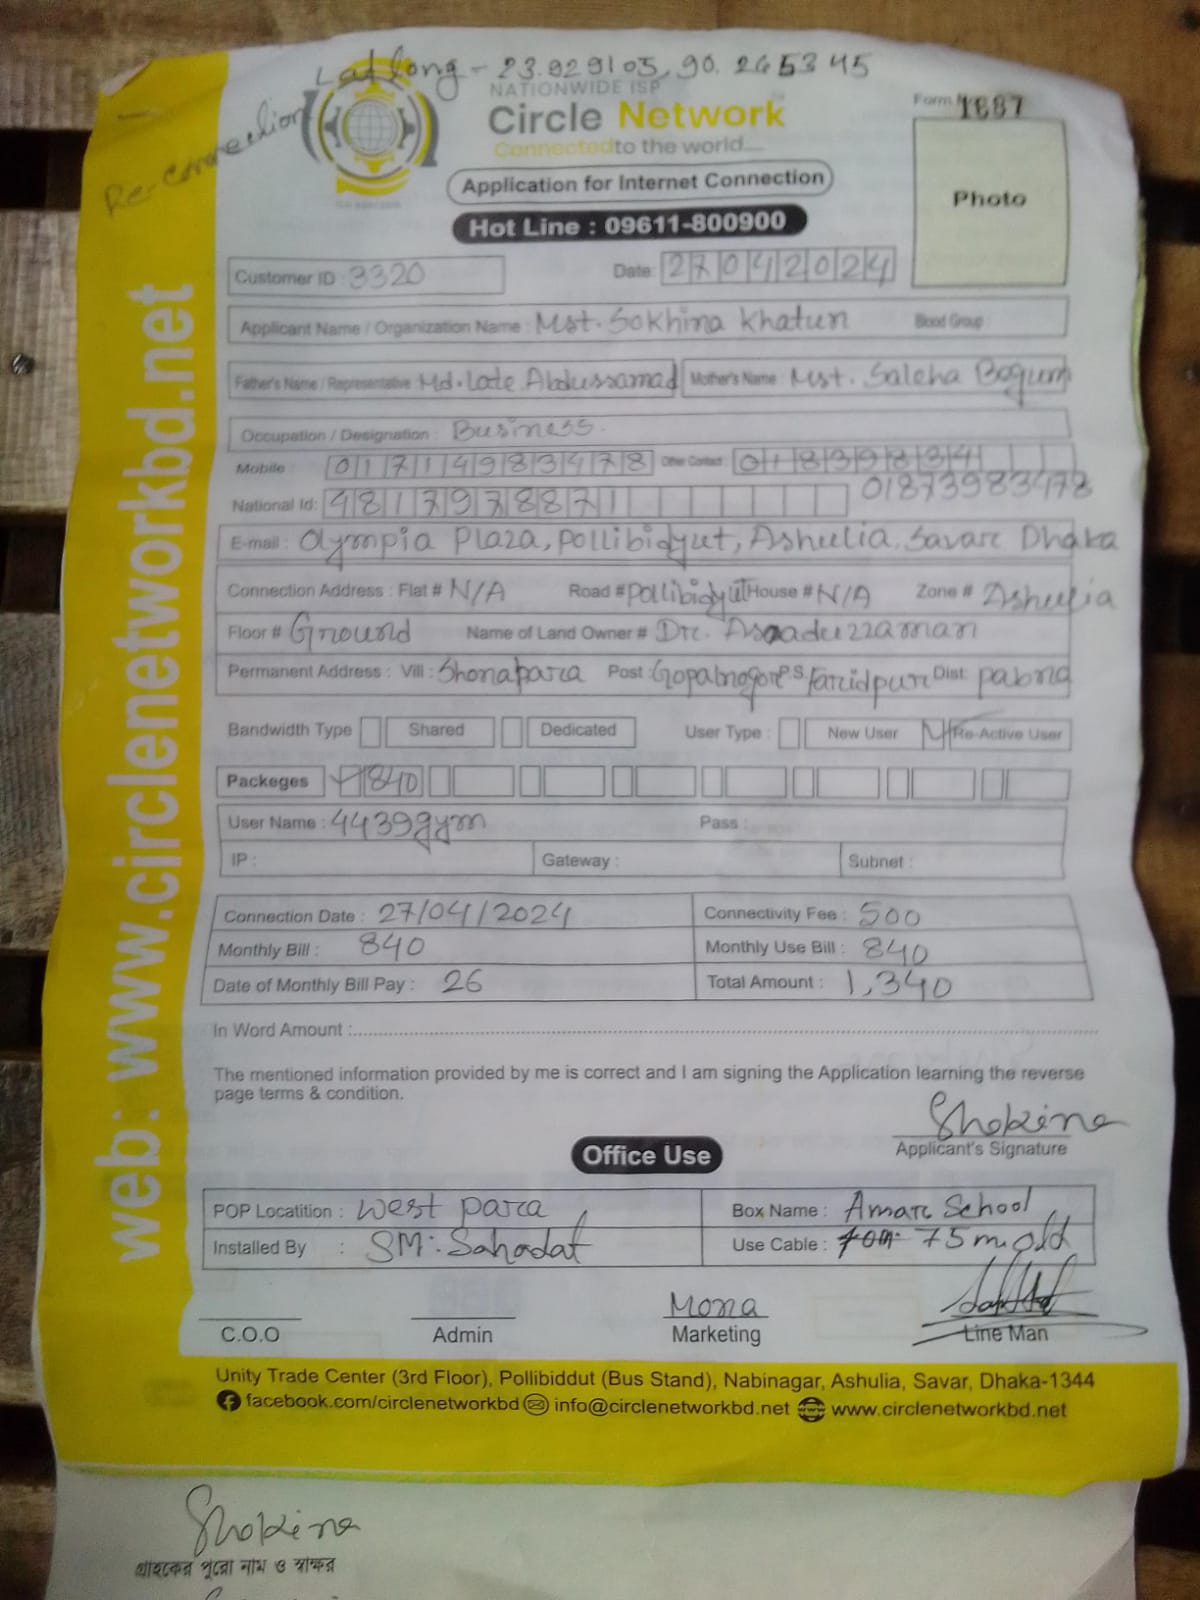 Lat long - 23.929105, 90.265345
Re-connection
NATIONWIDE ISP
Circle Network
Connected to the world....
Form 1687
Photo
Application for Internet Connection
Hot Line : 09611-800900
Customer ID : 3320
Date: 27042024
Applicant Name / Organization Name : Mst. Sokhina Khatun Blood Group :
Father's Name / Representative : Md. Late. Abdussamad Mother's Name : Mst. Saleha Begum
Occupation / Designation : Business.
Mobile : 01714983478 Other Contact : 01839834
01873983478
National Id: 4817978871
E-mail : Olympia Plaza, Pollibidyut, Ashulia, Savar Dhaka
Connection Address : Flat # N/A Road # Pollibidyut House # N/A Zone # Ashulia
Floor # Ground Name of Land Owner # Dr. Asaduzzaman
Permanent Address : Vill : Shonapara Post : Gopalnogor P.S. Faridpur Dist: Pabna
Bandwidth Type Shared Dedicated User Type : New User Re-Active User
Packeges 840
User Name : 4439gym Pass :
IP : Gateway : Subnet :
Connection Date : 27/04/2024 Connectivity Fee : 500
Monthly Bill : 840 Monthly Use Bill : 840
Date of Monthly Bill Pay : 26 Total Amount : 1,340
In Word Amount :
The mentioned information provided by me is correct and I am signing the Application learning the reverse
page terms & condition.
Shokina
Applicant's Signature
Office Use
POP Locatition : West Para Box Name : Amar School
Installed By : SM: Sahadat Use Cable : 75 m. old
Mona
C.O.O Admin Marketing Line Man
Unity Trade Center (3rd Floor), Pollibiddut (Bus Stand), Nabinagar, Ashulia, Savar, Dhaka-1344
facebook.com/circlenetworkbd info@circlenetworkbd.net www.circlenetworkbd.net
web: www.circlenetworkbd.net
Shokina
গ্রাহকের পুরো নাম ও স্বাক্ষর